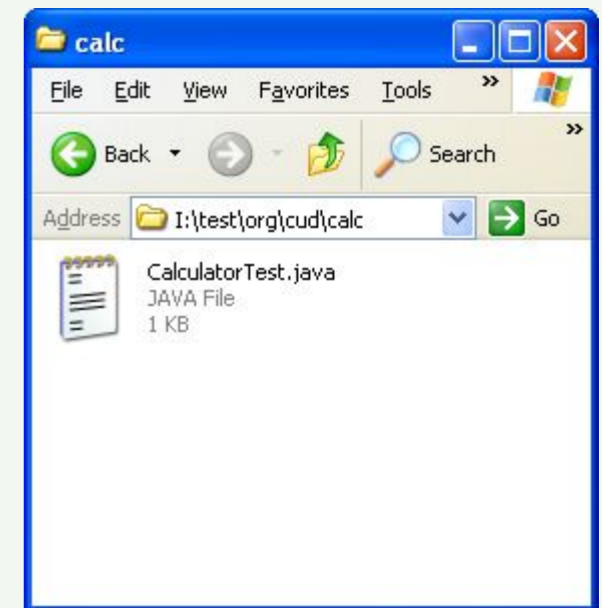 calc
File Edit View Favorites Tools »
Back Search »
Address I:\test\org\cud\calc Go
CalculatorTest.java
JAVA File
1 KB